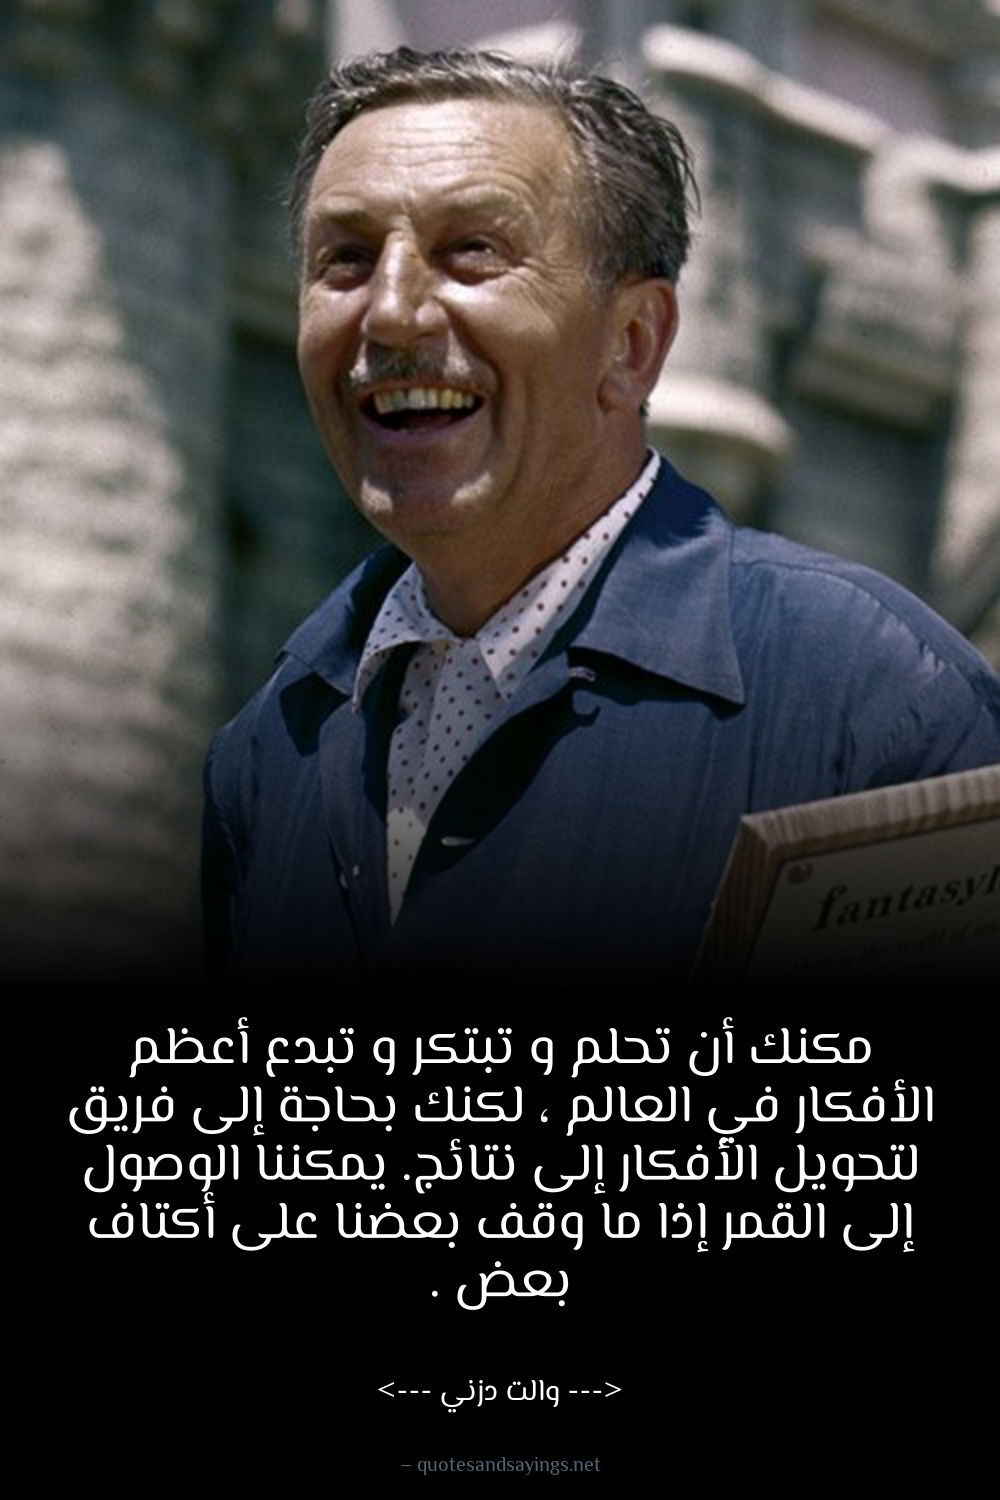 fantasyl
مكنك أن تحلم و تبتكر و تبدع أعظم
الأفكار في العالم ، لكنك بحاجة إلى فريق
لتحويل الأفكار إلى نتائج. يمكننا الوصول
إلى القمر إذا ما وقف بعضنا على أكتاف
بعض .
<--- والت دزني --->
– quotesandsayings.net